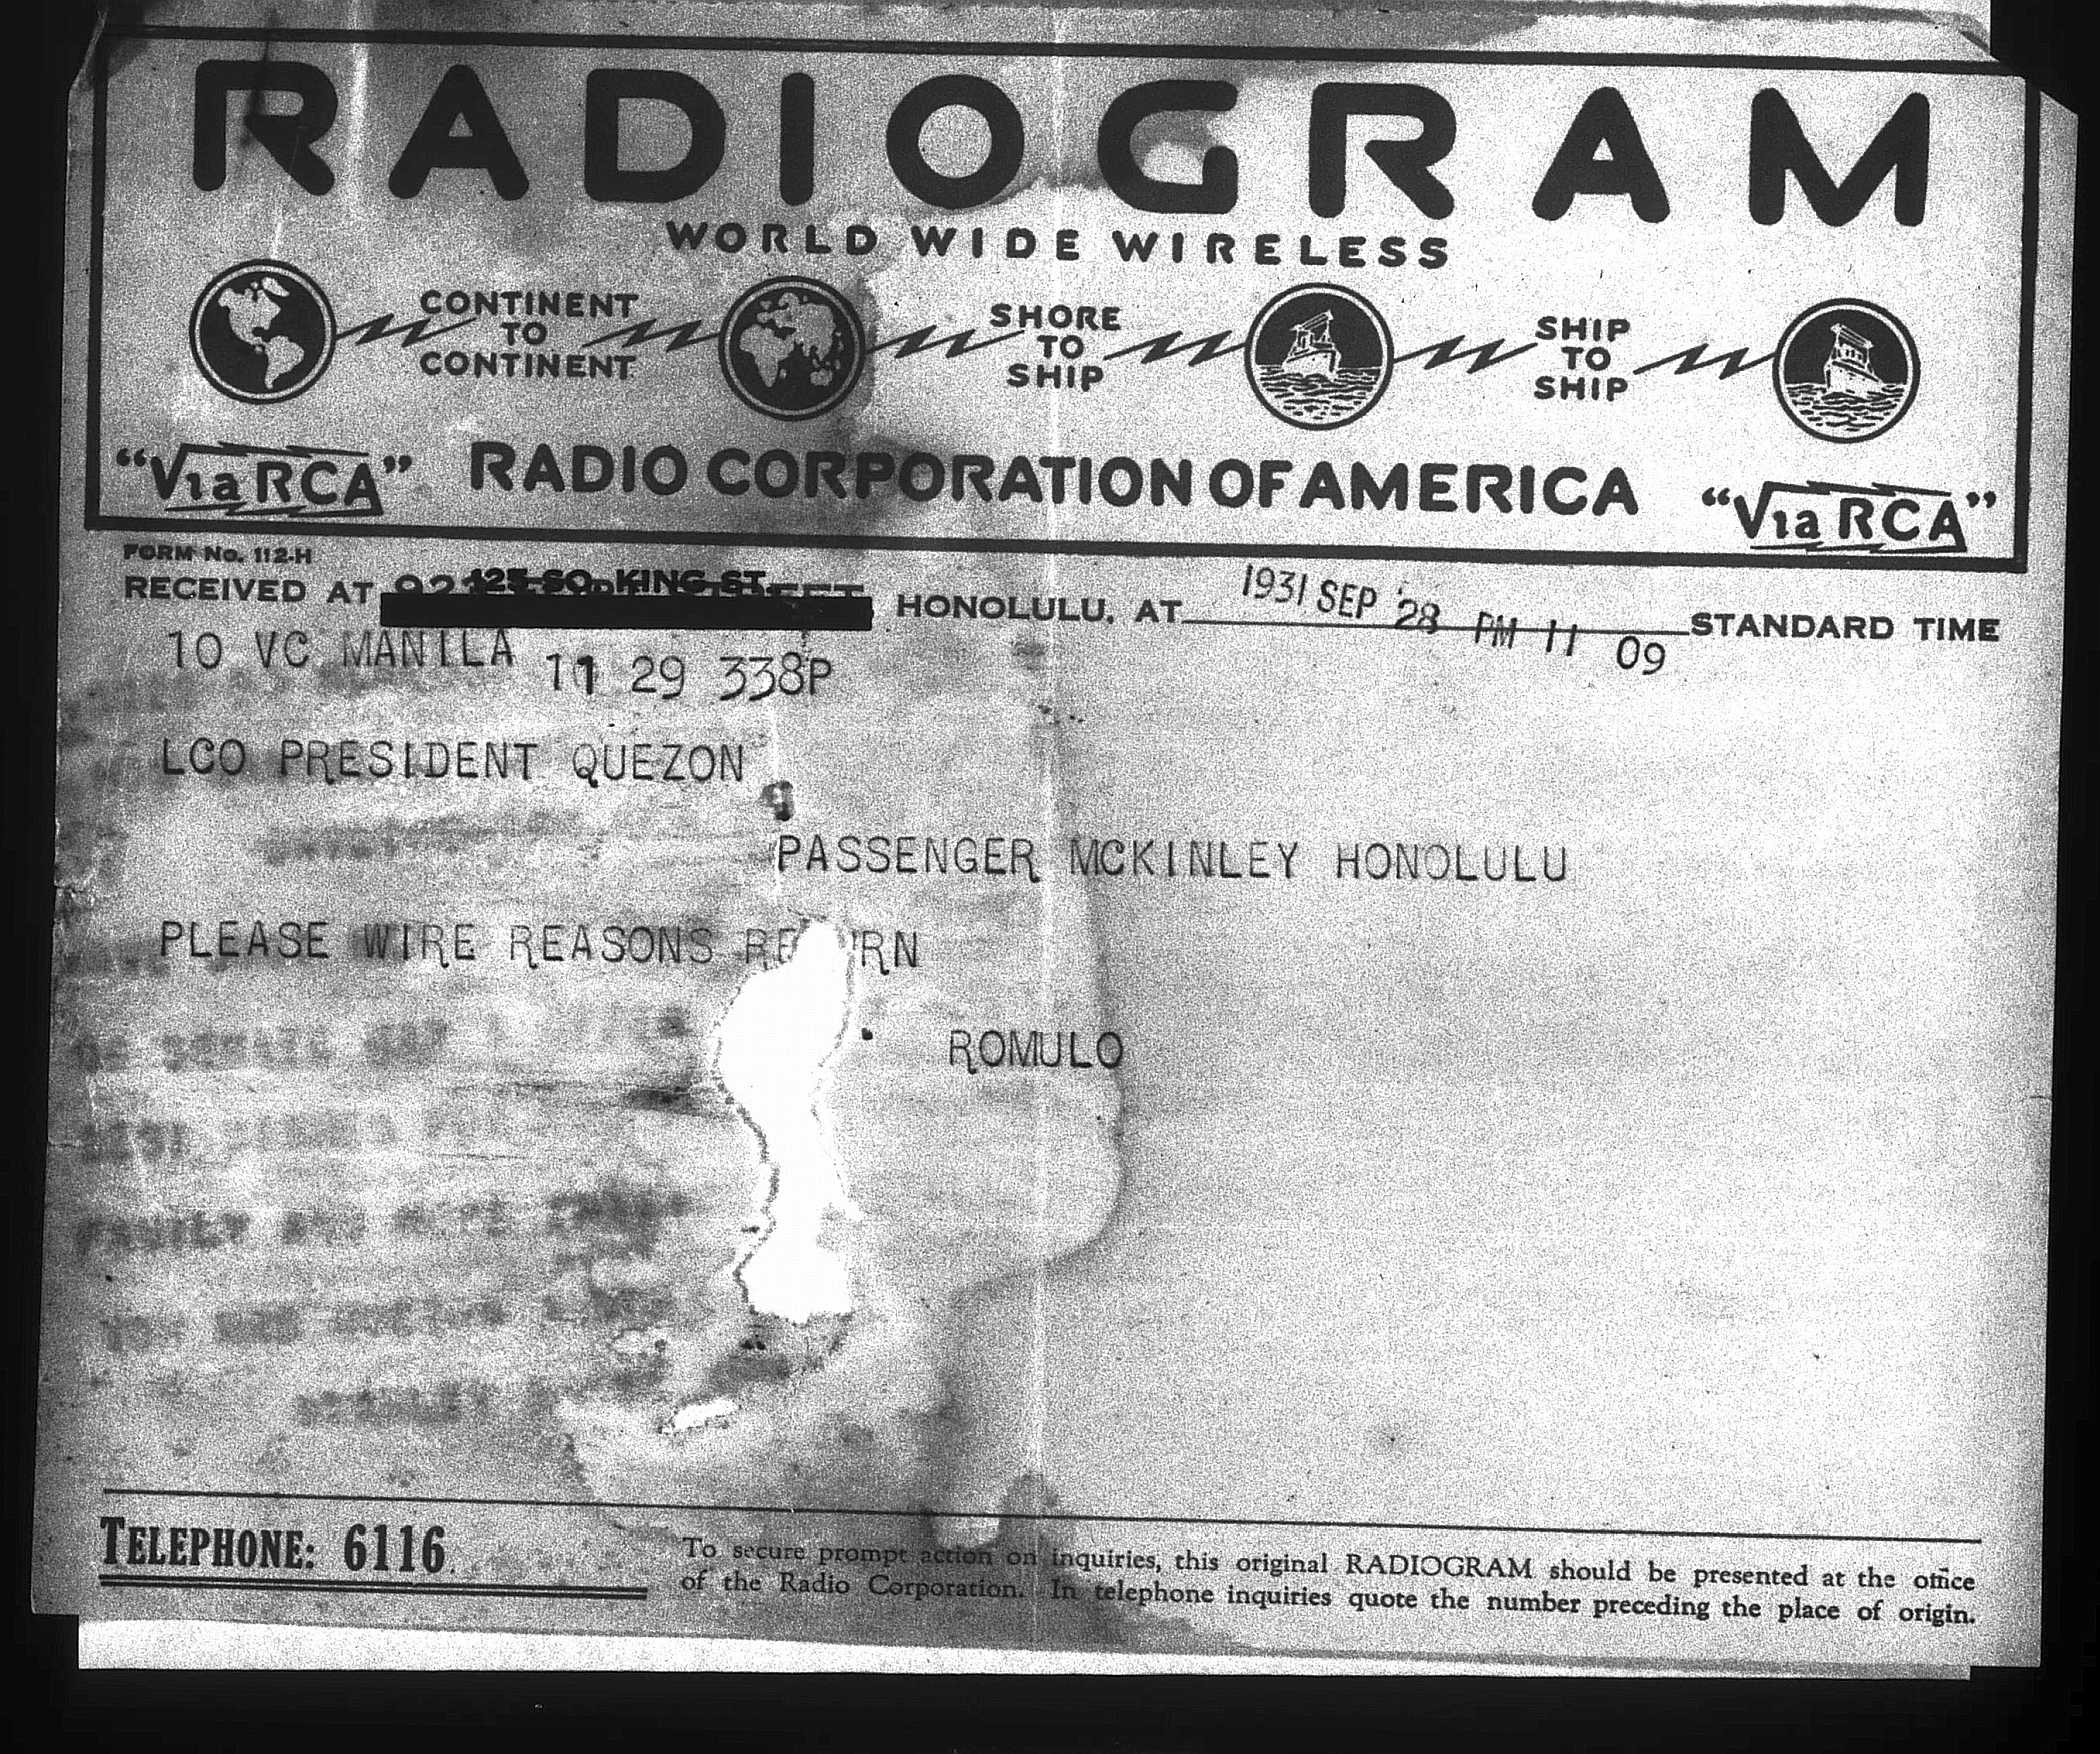 RADIOGRAM
WORLD WIDE WIRELESS
CONTINENT TO CONTINENT
SHORE TO SHIP
SHIP TO SHIP
"Via RCA" RADIO CORPORATION OF AMERICA "Via RCA"
FORM No. 112-H
RECEIVED AT 125 SO. KING ST. HONOLULU, AT 1931 SEP 28 PM 11 09 STANDARD TIME
10 VC MANILA 11 29 338P
LCO PRESIDENT QUEZON
PASSENGER MCKINLEY HONOLULU
PLEASE WIRE REASONS RE RN
ROMULO
TELEPHONE: 6116
To secure prompt action on inquiries, this original RADIOGRAM should be presented at the office
of the Radio Corporation. In telephone inquiries quote the number preceding the place of origin.